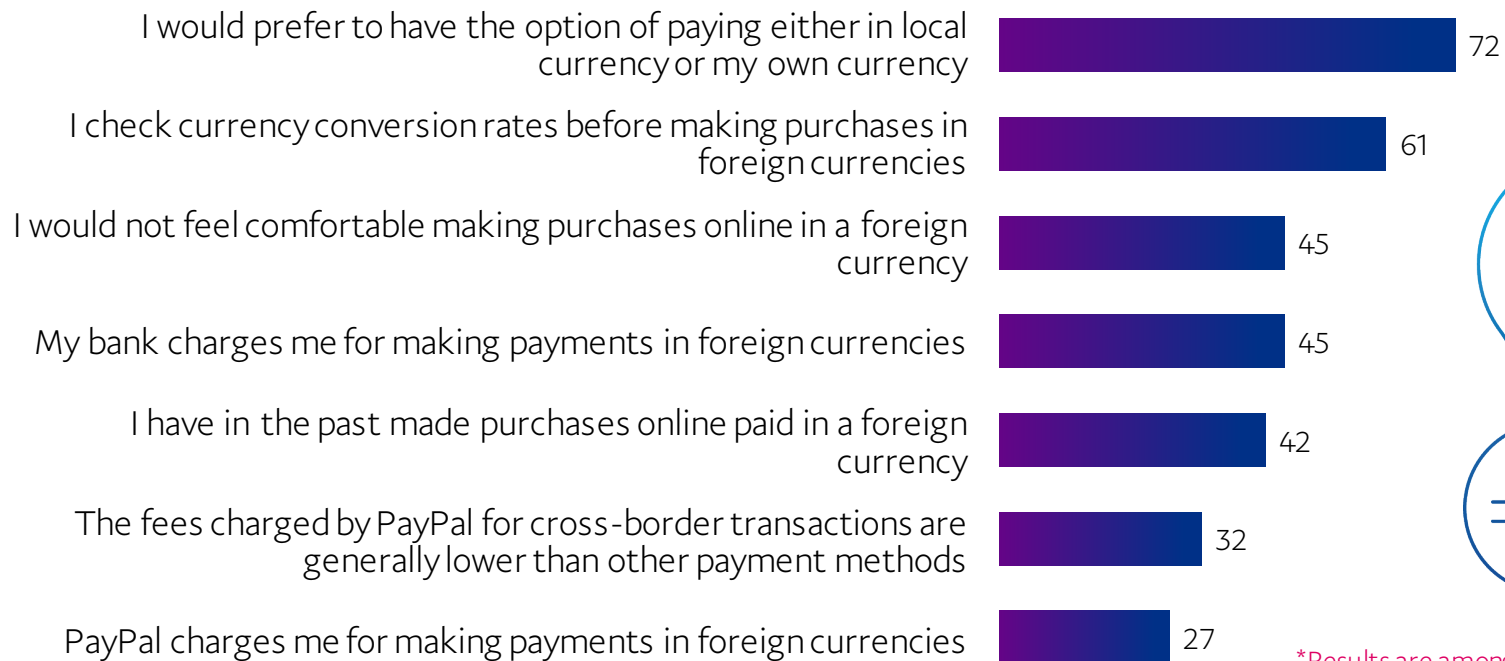 I would prefer to have the option of paying either in local
currency or my own currency
72
I check currency conversion rates before making purchases in
foreign currencies
61
I would not feel comfortable making purchases online in a foreign
currency
45
My bank charges me for making payments in foreign currencies
45
I have in the past made purchases online paid in a foreign
currency
42
The fees charged by PayPal for cross-border transactions are
generally lower than other payment methods
32
PayPal charges me for making payments in foreign currencies
27
*Results are among